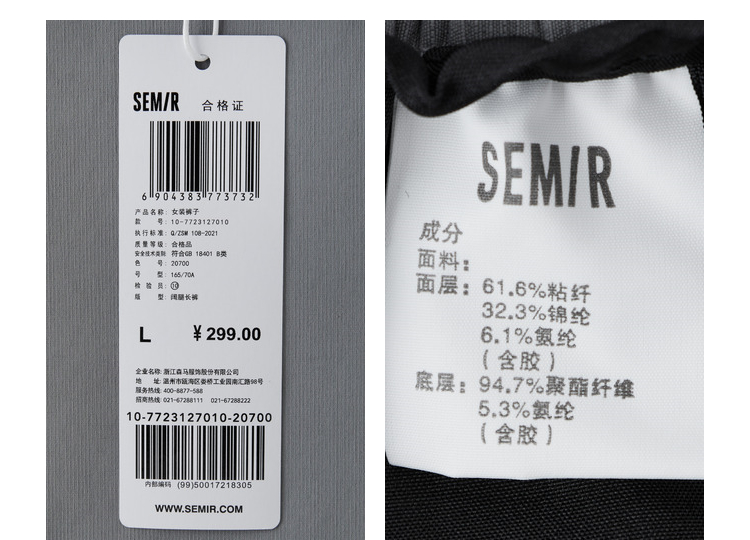 SEMIR 合格证
6 904383 773732
产品名称: 女装裤子
款号: 10-7723127010
执行标准: Q/ZSM 108-2021
质量等级: 合格品
安全技术类别 符合GB 18401 B类
色号: 20700
号型: 165/70A
检验员: ⑩
版型: 阔腿长裤
L ¥ 299.00
企业名称: 浙江森马服饰股份有限公司
地址: 温州市瓯海区娄桥工业园南汇路98号
服务热线: 400-8877-588
招商热线: 021-67288111 021-67288222
10-7723127010-20700
内部编码 (99)50017218305
WWW.SEMIR.COM
SEMIR
成分
面料:
面层: 61.6%粘纤
32.3%锦纶
6.1%氨纶
(含胶)
底层: 94.7%聚酯纤维
5.3%氨纶
(含胶)